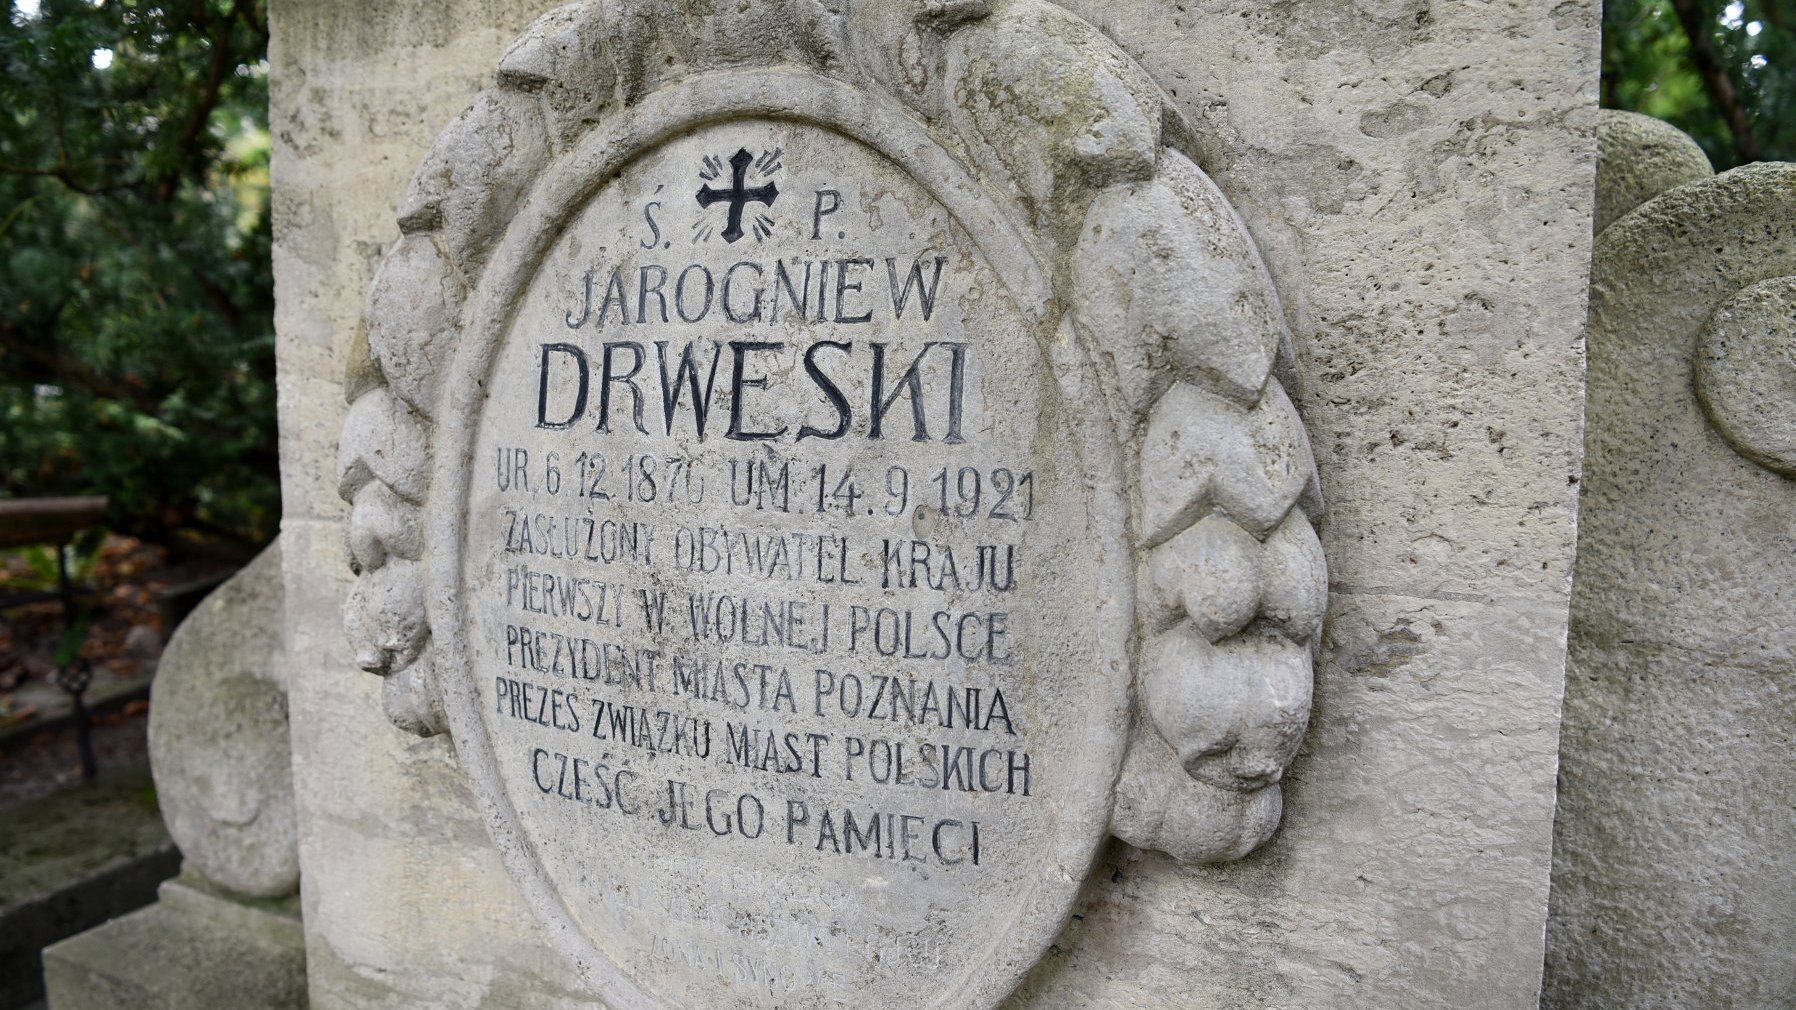 Ś. P.
JAROGNIEW
DRWĘSKI
UR. 6.12.1876 UM. 14.9.1921
ZASŁUŻONY OBYWATEL KRAJU
PIERWSZY W WOLNEJ POLSCE
PREZYDENT MIASTA POZNANIA
PREZES ZWIĄZKU MIAST POLSKICH
CZEŚĆ JEGO PAMIĘCI